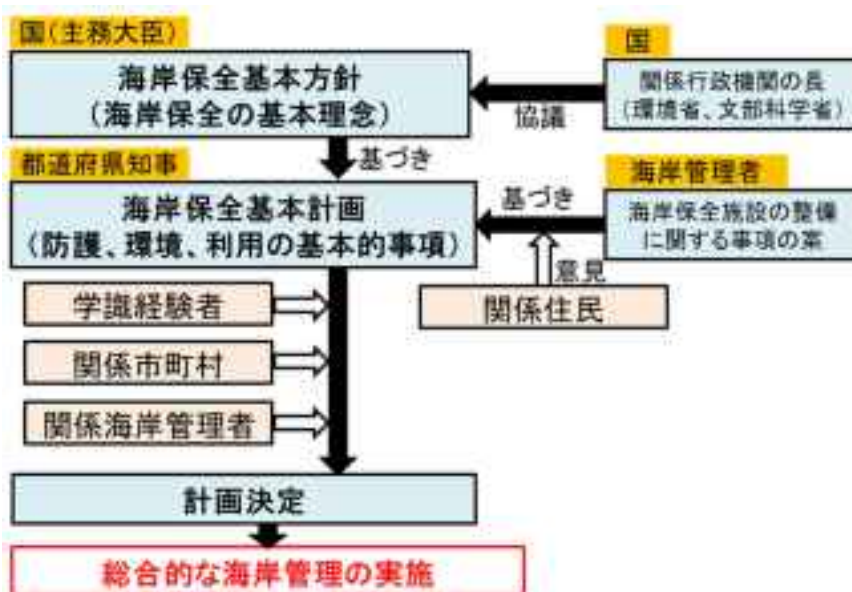 国(主務大臣)
海岸保全基本方針
(海岸保全の基本理念)
国
関係行政機関の長
(環境省、文部科学省)
協議
基づき
都道府県知事
海岸保全基本計画
(防護、環境、利用の基本的事項)
海岸管理者
海岸保全施設の整備
に関する事項の案
基づき
意見
関係住民
学識経験者
関係市町村
関係海岸管理者
計画決定
総合的な海岸管理の実施